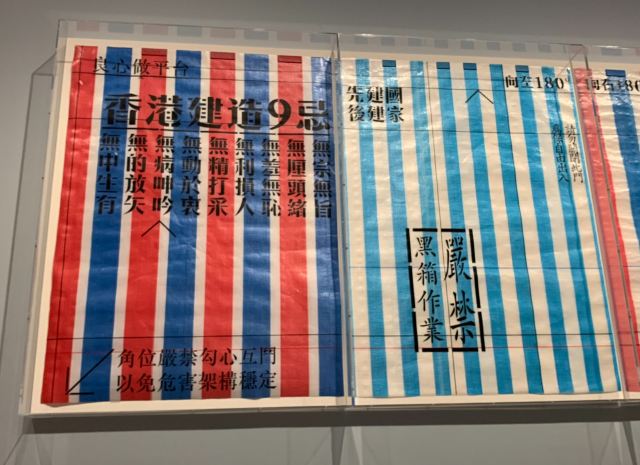 良心做平台
香港建造9忌
無宗無旨
無厘頭緒
無羞無恥
無利損人
無精打采
無動於衷
無病呻吟
無的放矢
無中生有
角位嚴禁勾心互鬥
以免危害架構穩定
先建國
後建家
向左180°
嚴禁
黑箱作業
向右